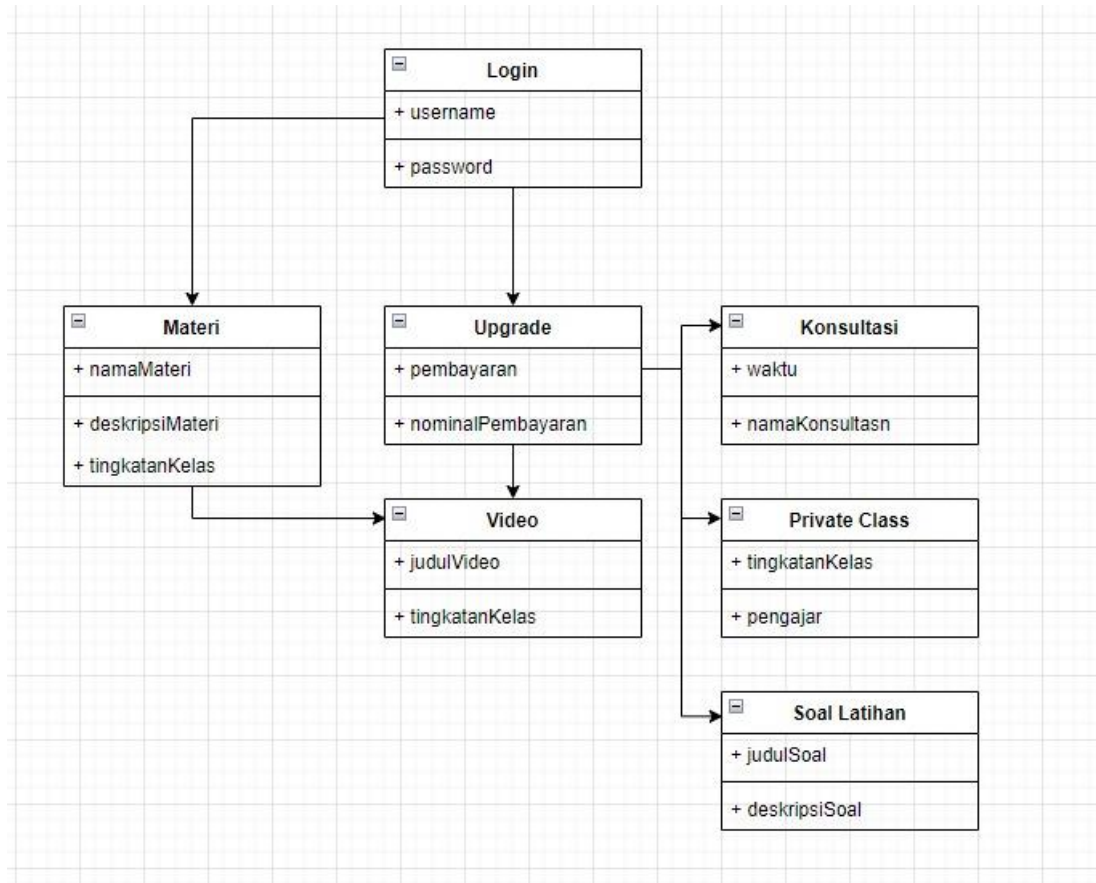 Login
+ username
+ password
Materi
+ namaMateri
+ deskripsiMateri
+ tingkatanKelas
Upgrade
+ pembayaran
+ nominalPembayaran
Konsultasi
+ waktu
+ namaKonsultasn
Video
+ judulVideo
+ tingkatanKelas
Private Class
+ tingkatanKelas
+ pengajar
Soal Latihan
+ judulSoal
+ deskripsiSoal